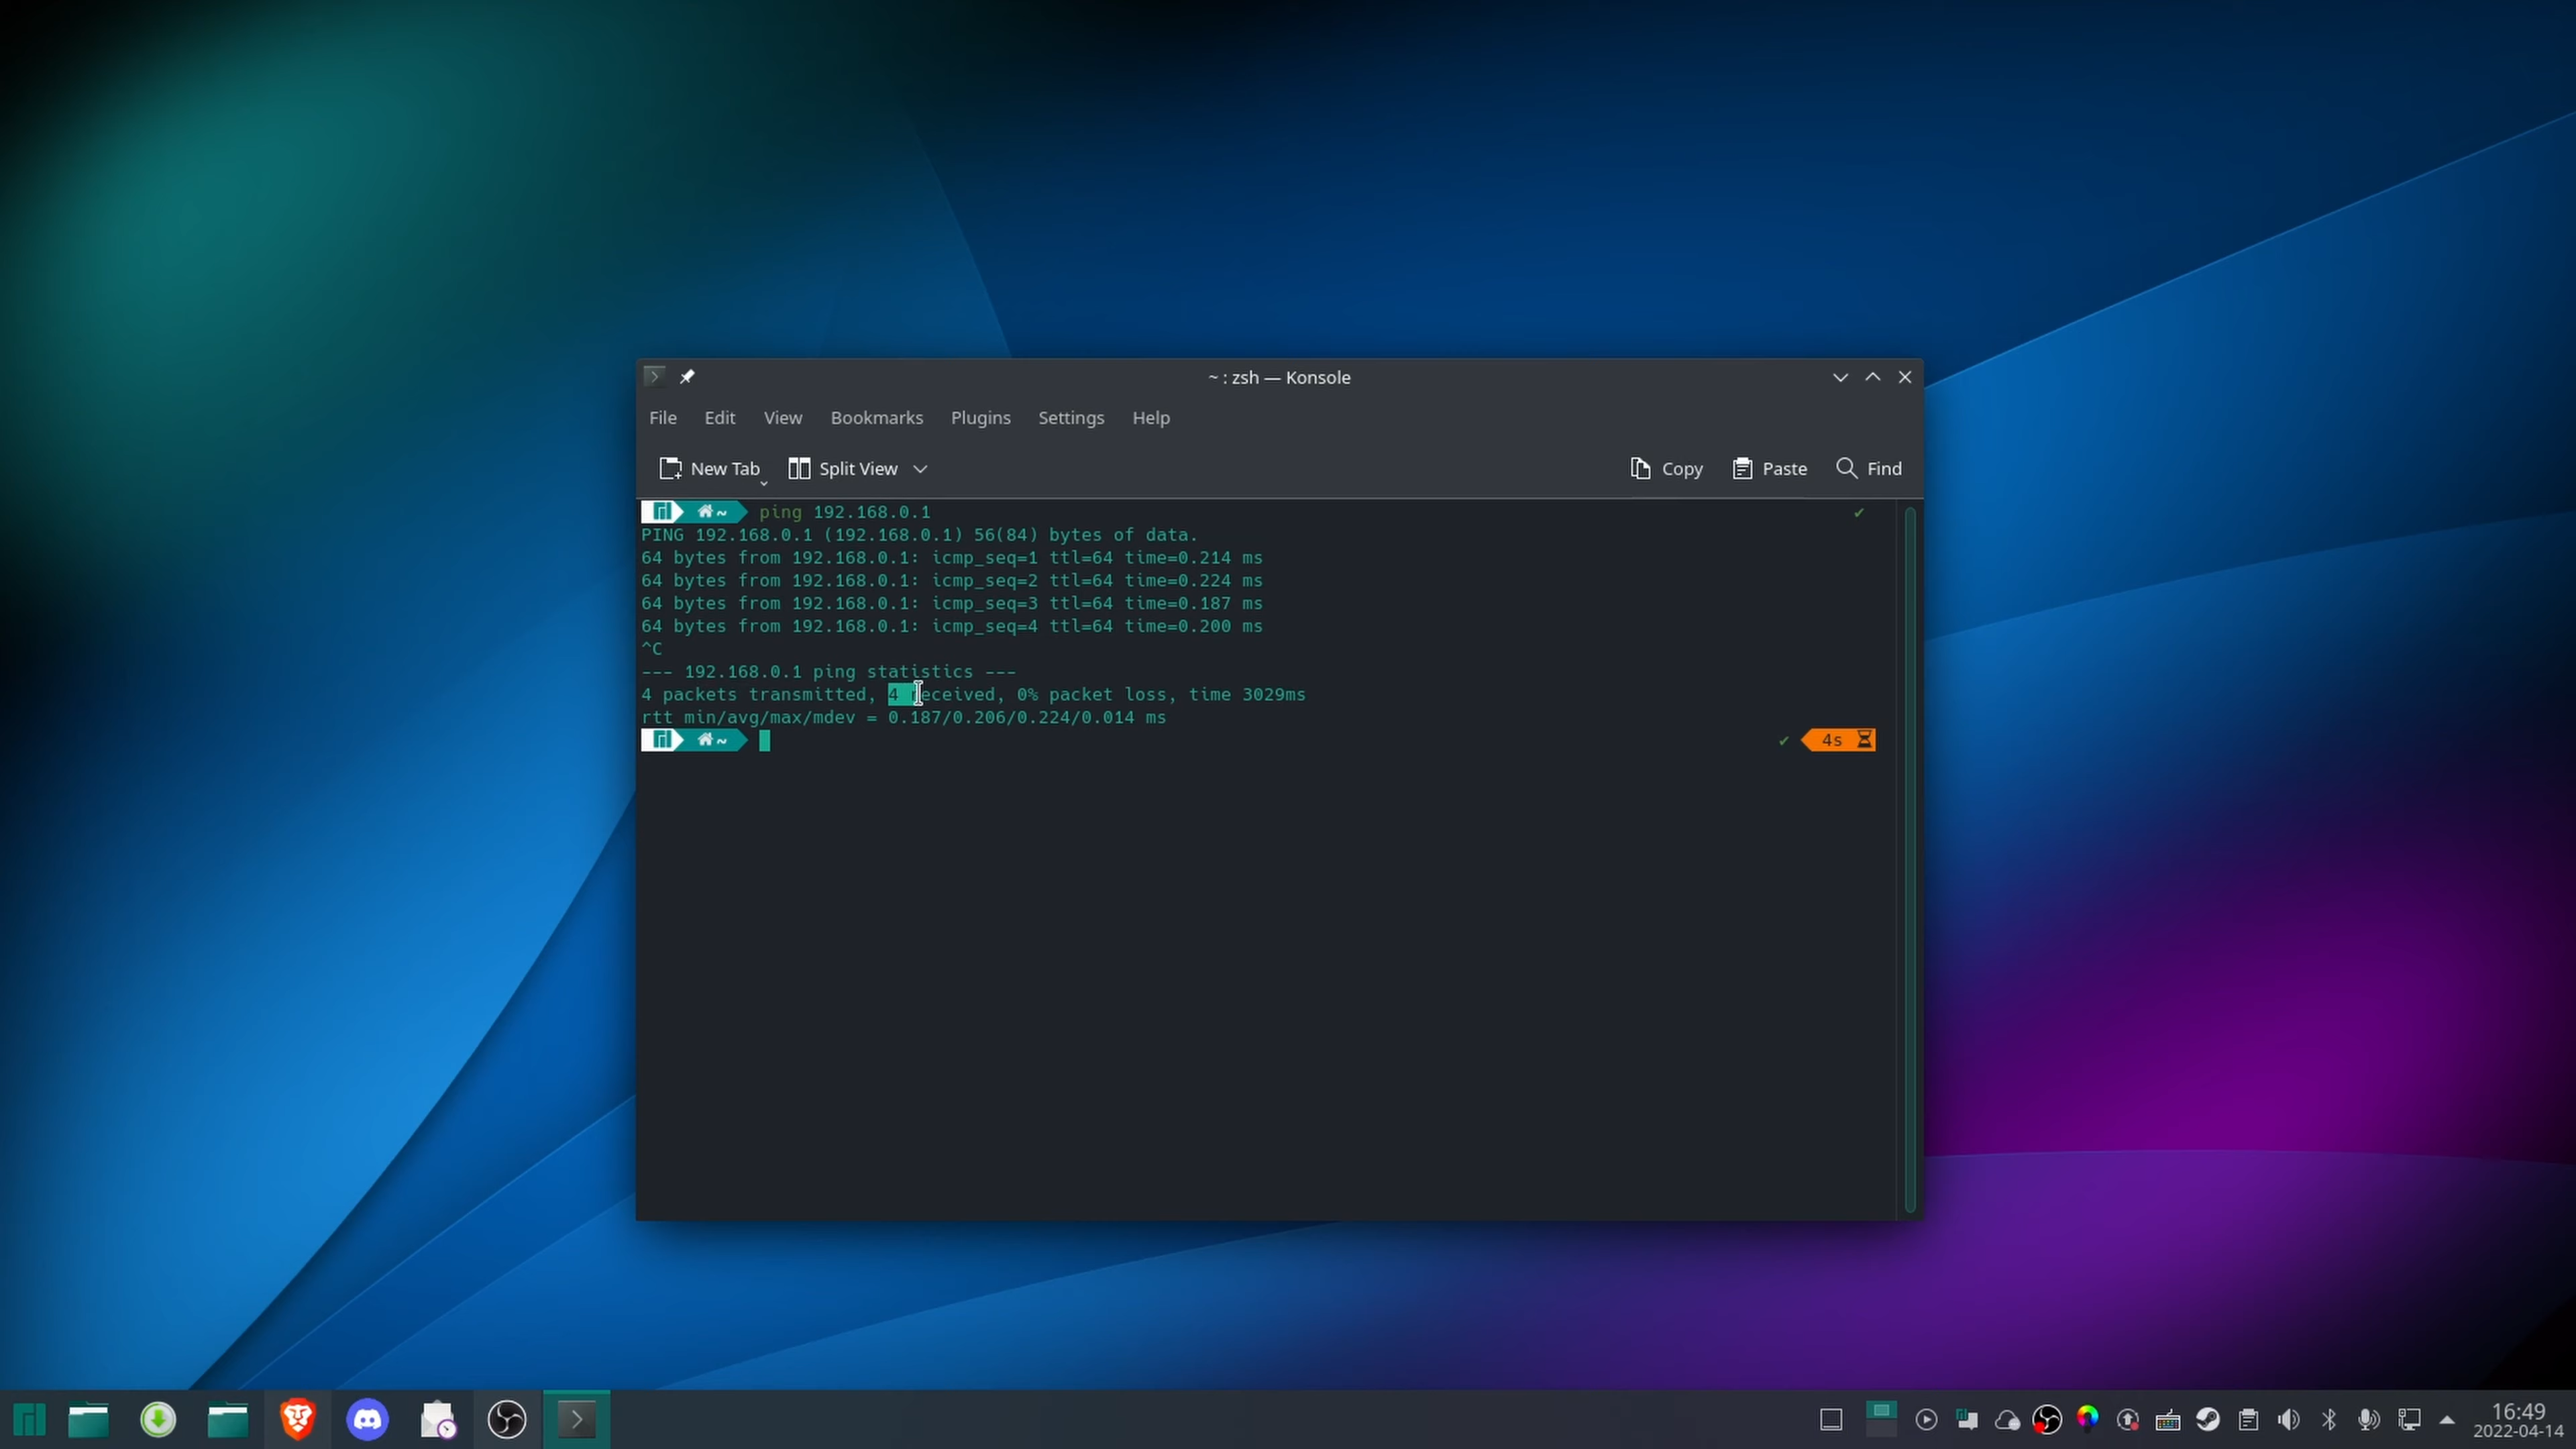 ~ : zsh — Konsole
File Edit View Bookmarks Plugins Settings Help
New Tab Split View Copy Paste Find
~ ping 192.168.0.1 ✔
PING 192.168.0.1 (192.168.0.1) 56(84) bytes of data.
64 bytes from 192.168.0.1: icmp_seq=1 ttl=64 time=0.214 ms
64 bytes from 192.168.0.1: icmp_seq=2 ttl=64 time=0.224 ms
64 bytes from 192.168.0.1: icmp_seq=3 ttl=64 time=0.187 ms
64 bytes from 192.168.0.1: icmp_seq=4 ttl=64 time=0.200 ms
^C
--- 192.168.0.1 ping statistics ---
4 packets transmitted, 4 received, 0% packet loss, time 3029ms
rtt min/avg/max/mdev = 0.187/0.206/0.224/0.014 ms
~ ✔ 4s
16:49
2022-04-14